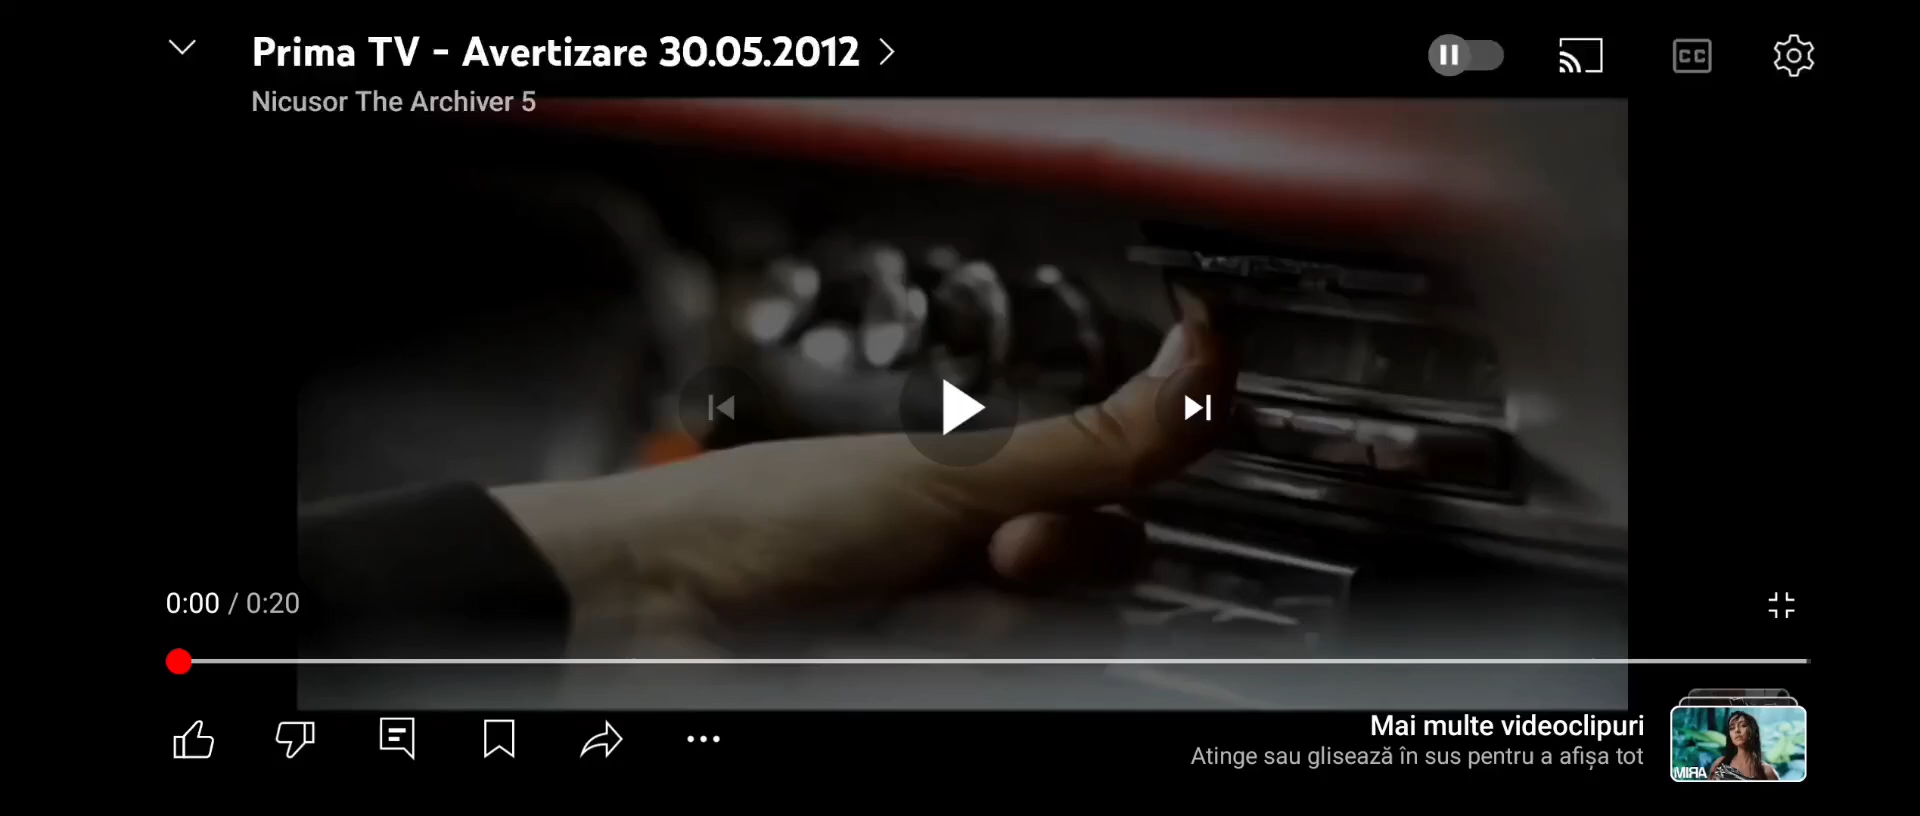 Prima TV - Avertizare 30.05.2012
Nicusor The Archiver 5
CC
0:00 / 0:20
Mai multe videoclipuri
Atinge sau glisează în sus pentru a afișa tot
MIRA